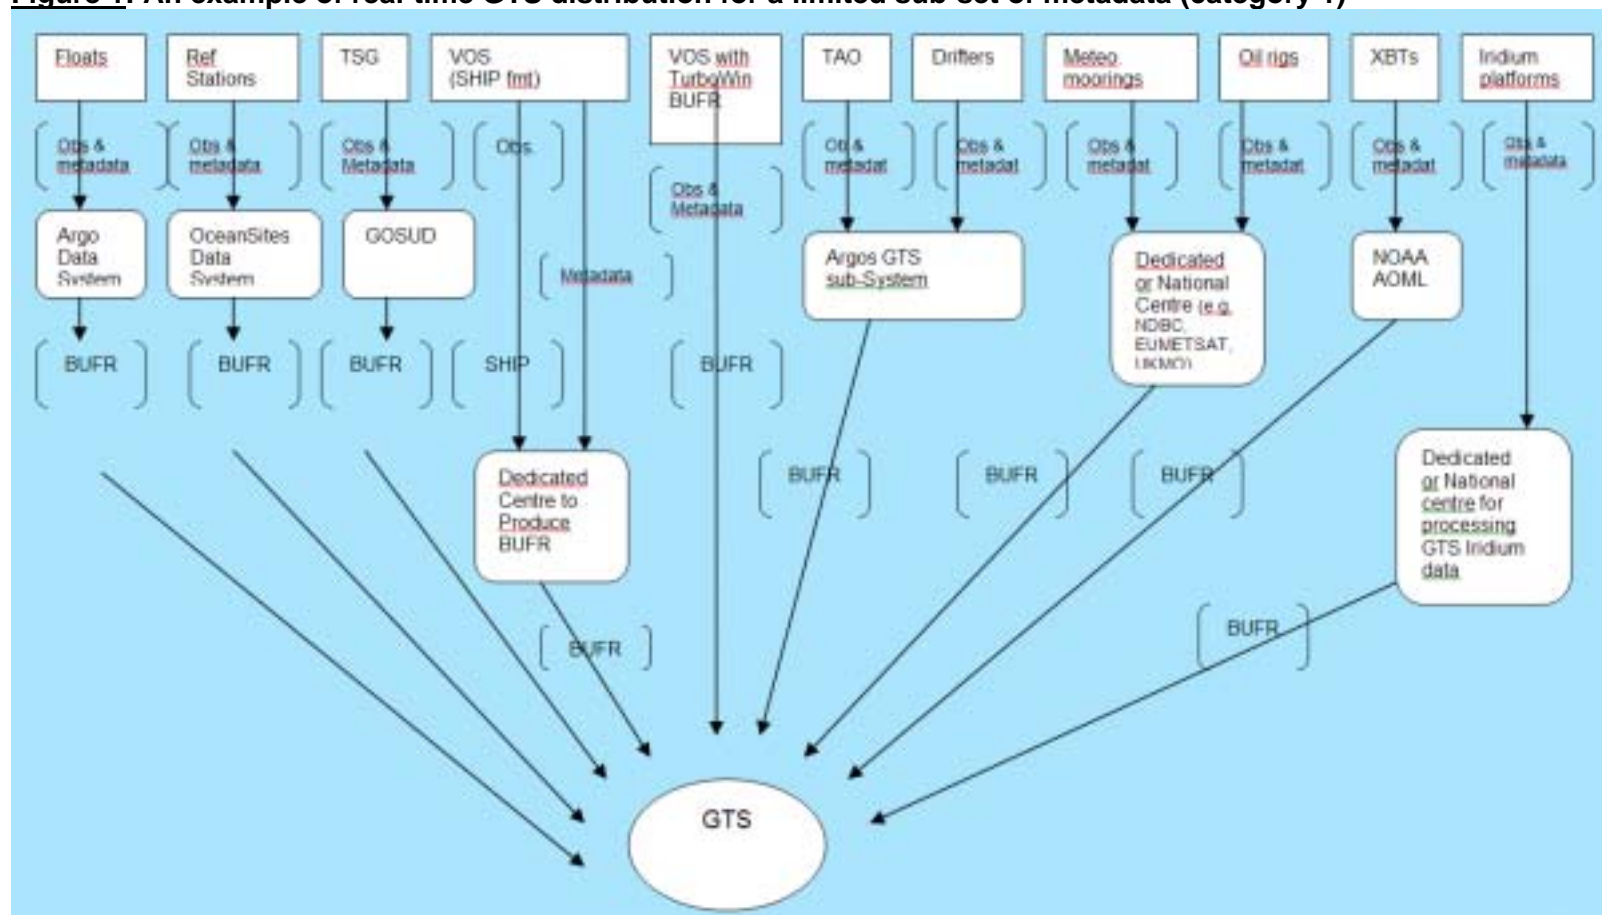 Figure 1: An example of real-time GTS distribution for a limited sub-set of metadata (category 1)
Floats
Ref
Stations
TSG
VOS
(SHIP fmt)
VOS with
TurboWin
BUFR
TAO
Drifters
Meteo
moorings
Oil rigs
XBTs
Iridium
platforms
Obs &
metadata
Obs &
metadata
Obs &
Metadata
Obs.
Obs &
Metadata
Ob &
metadat
Obs &
metadat
Obs &
metadat
Obs &
metadat
Obs &
metadat
Obs &
metadata
Argo
Data
System
OceanSites
Data
System
GOSUD
Metadata
Argos GTS
sub-System
Dedicated
or National
Centre (e.g.
NDBC,
EUMETSAT,
UKMO)
NOAA
AOML
BUFR
BUFR
BUFR
SHIP
BUFR
Dedicated
Centre to
Produce
BUFR
BUFR
BUFR
BUFR
Dedicated
or National
centre for
processing
GTS Iridium
data
BUFR
BUFR
GTS